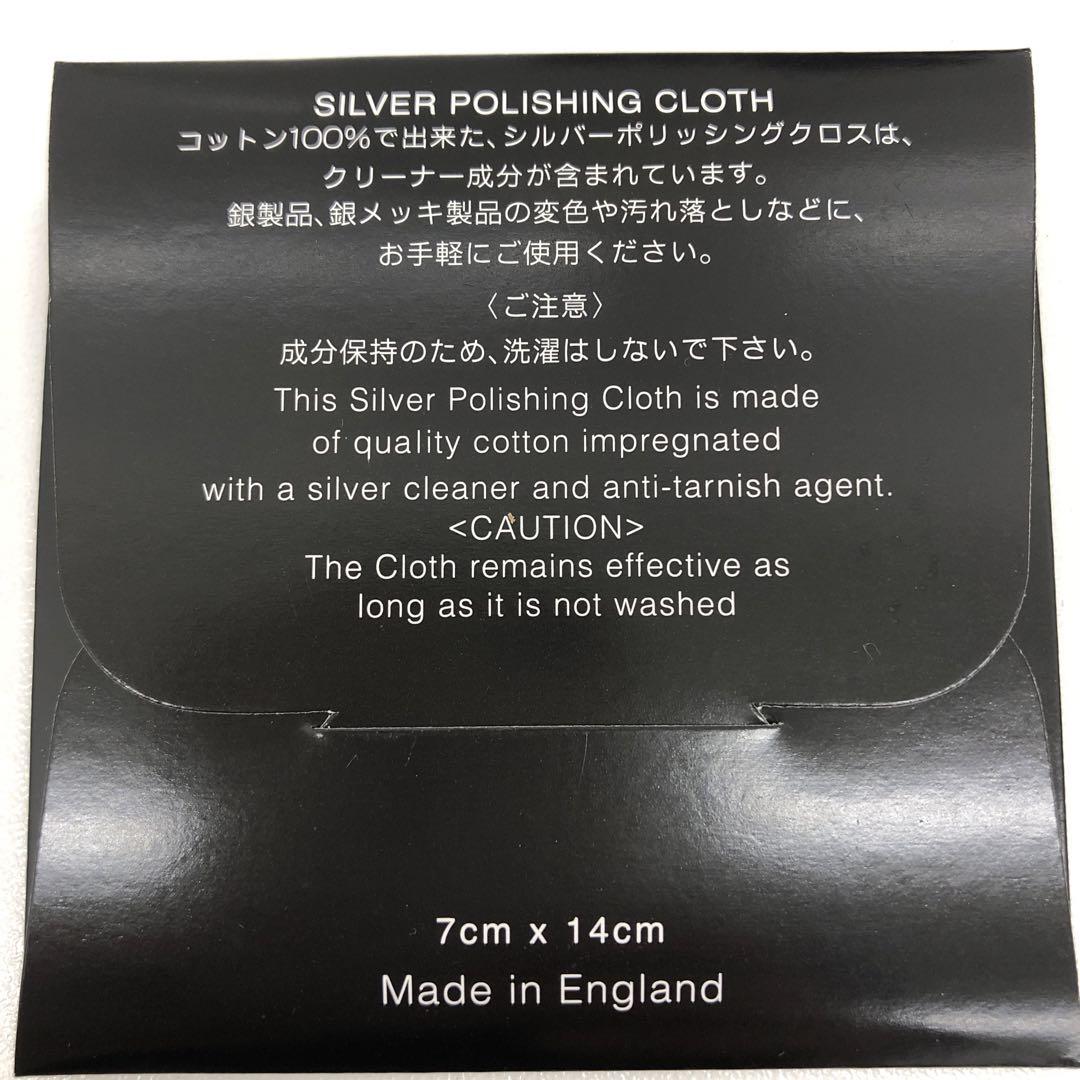 SILVER POLISHING CLOTH
コットン100%で出来た、シルバーポリッシングクロスは、
クリーナー成分が含まれています。
銀製品、銀メッキ製品の変色や汚れ落としなどに、
お手軽にご使用ください。
〈ご注意〉
成分保持のため、洗濯はしないで下さい。
This Silver Polishing Cloth is made
of quality cotton impregnated
with a silver cleaner and anti-tarnish agent.
<CAUTION>
The Cloth remains effective as
long as it is not washed
7cm x 14cm
Made in England